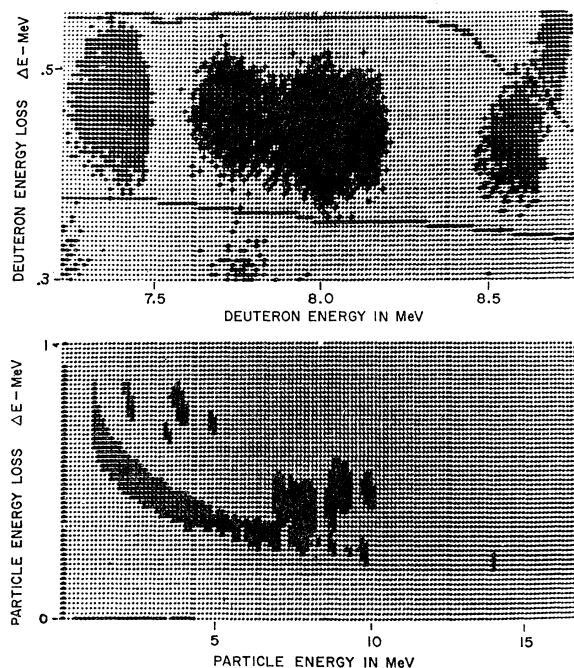 DEUTERON ENERGY LOSS ΔE-MeV
.5
.3
7.5 8.0 8.5
DEUTERON ENERGY IN MeV
PARTICLE ENERGY LOSS ΔE-MeV
1
0
5 10 15
PARTICLE ENERGY IN MeV